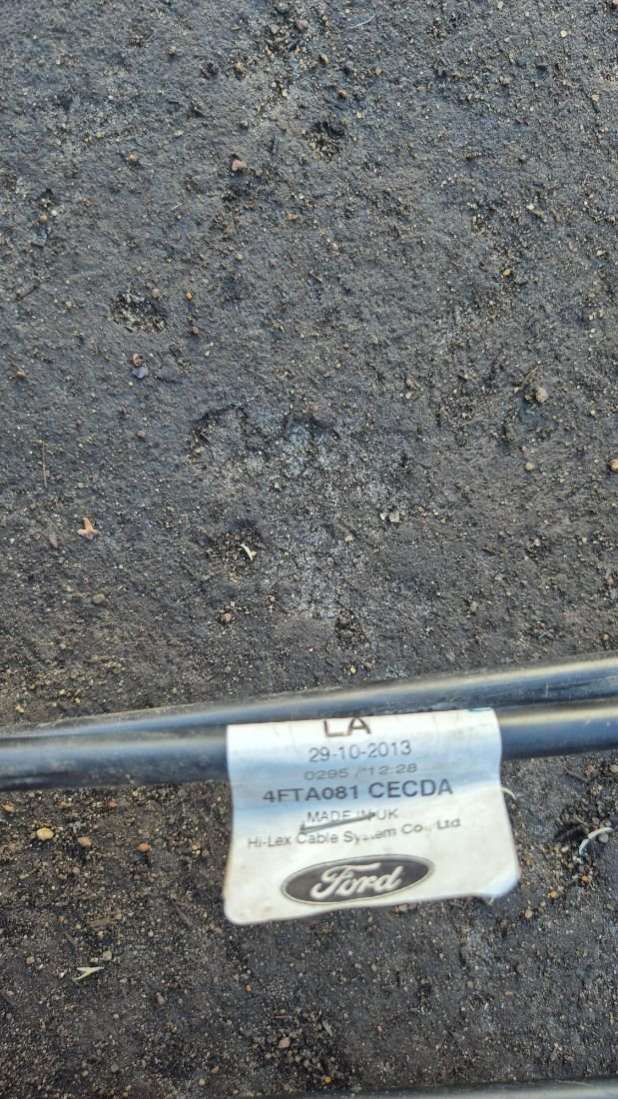 LA
29-10-2013
0295 / 12:28
4FTA081 CECDA
MADE IN UK
Hi-Lex Cable System Co., Ltd
Ford